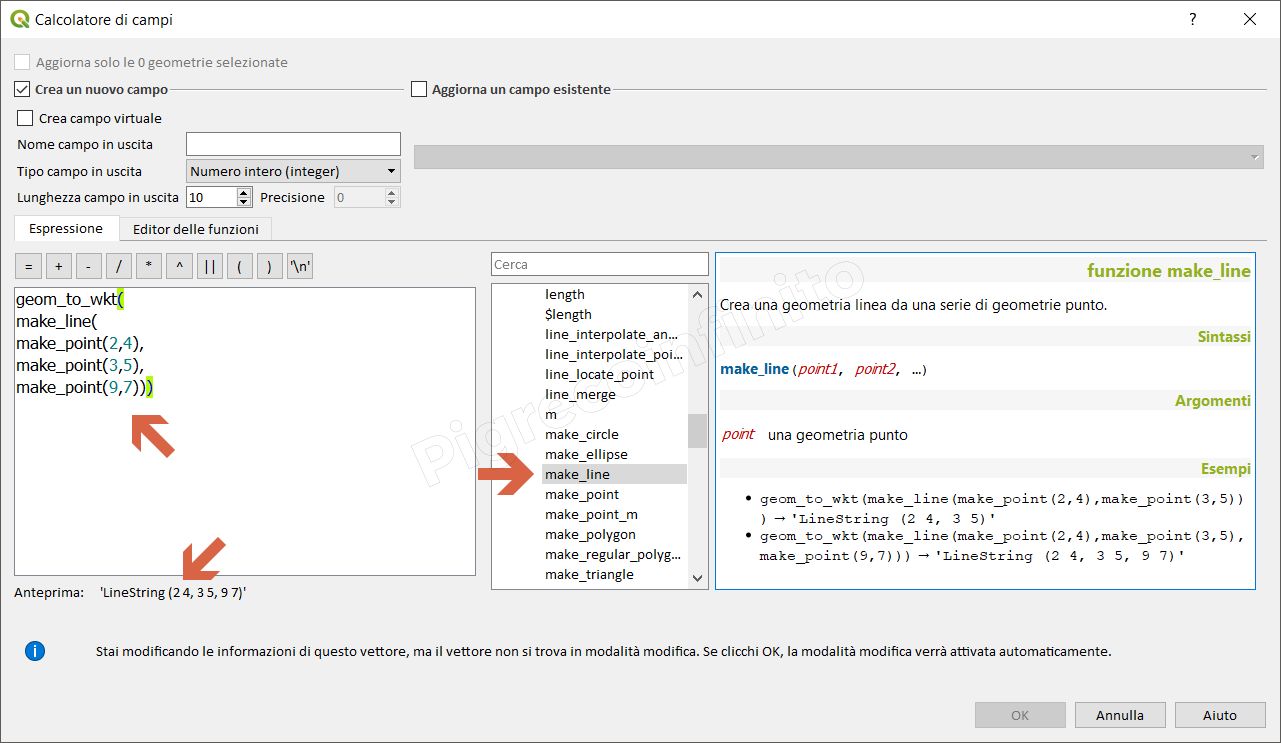 Calcolatore di campi
?
Aggiorna solo le 0 geometrie selezionate
Crea un nuovo campo
Aggiorna un campo esistente
Crea campo virtuale
Nome campo in uscita
Tipo campo in uscita
Numero intero (integer)
Lunghezza campo in uscita
10
Precisione
0
Espressione
Editor delle funzioni
= + - / * ^ || ( ) '\n'
geom_to_wkt(
make_line(
make_point(2,4),
make_point(3,5),
make_point(9,7)))
Anteprima: 'LineString (2 4, 3 5, 9 7)'
Cerca
length
$length
line_interpolate_an...
line_interpolate_poi...
line_locate_point
line_merge
m
make_circle
make_ellipse
make_line
make_point
make_point_m
make_polygon
make_regular_polyg...
make_triangle
funzione make_line
Crea una geometria linea da una serie di geometrie punto.
Sintassi
make_line(point1, point2, …)
Argomenti
point una geometria punto
Esempi
• geom_to_wkt(make_line(make_point(2,4),make_point(3,5))
) → 'LineString (2 4, 3 5)'
• geom_to_wkt(make_line(make_point(2,4),make_point(3,5),
make_point(9,7))) → 'LineString (2 4, 3 5, 9 7)'
Pigrecoinfinito
Stai modificando le informazioni di questo vettore, ma il vettore non si trova in modalità modifica. Se clicchi OK, la modalità modifica verrà attivata automaticamente.
OK
Annulla
Aiuto